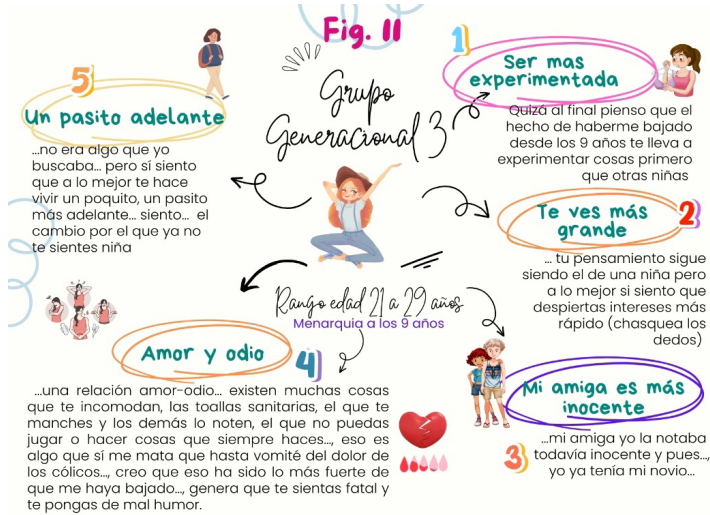 Fig. 11
Grupo
Generacional 3
1
Ser mas
experimentada
Quizá al final pienso que el
hecho de haberme bajado
desde los 9 años te lleva a
experimentar cosas primero
que otras niñas
2
Te ves más
grande
... tu pensamiento sigue
siendo el de una niña pero
a lo mejor si siento que
despiertas intereses más
rápido (chasquea los
dedos)
Rango edad 21 a 29 años
Menarquia a los 9 años
3
Mi amiga es más
inocente
...mi amiga yo la notaba
todavía inocente y pues...,
yo ya tenía mi novio...
4
Amor y odio
...una relación amor-odio... existen muchas cosas
que te incomodan, las toallas sanitarias, el que te
manches y los demás lo noten, el que no puedas
jugar o hacer cosas que siempre haces..., eso es
algo que sí me mata que hasta vomité del dolor de
los cólicos..., creo que eso ha sido lo más fuerte de
que me haya bajado..., genera que te sientas fatal y
te pongas de mal humor.
5
Un pasito adelante
...no era algo que yo
buscaba... pero sí siento
que a lo mejor te hace
vivir un poquito, un pasito
más adelante... siento... el
cambio por el que ya no
te sientes niña